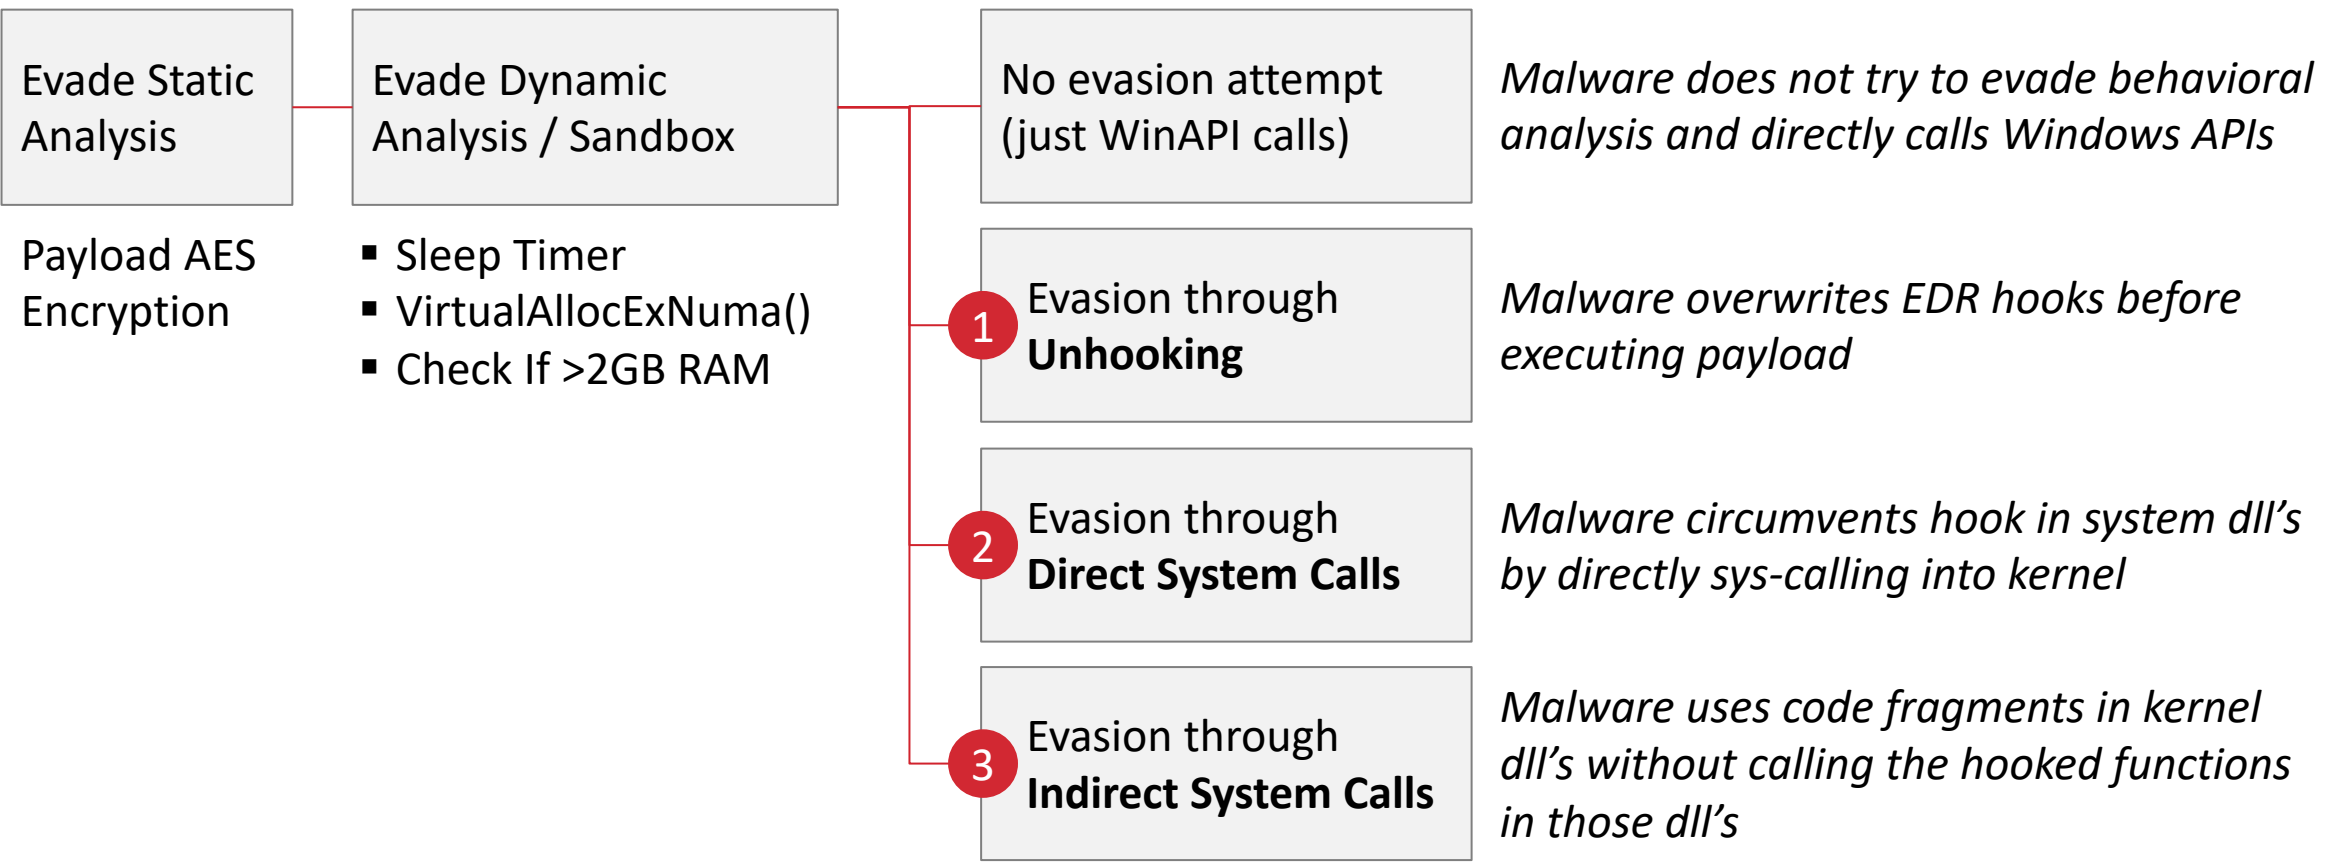 Evade Static
Analysis
Payload AES
Encryption
Evade Dynamic
Analysis / Sandbox
▪ Sleep Timer
▪ VirtualAllocExNuma()
▪ Check If >2GB RAM
No evasion attempt
(just WinAPI calls)
Malware does not try to evade behavioral
analysis and directly calls Windows APIs
1
Evasion through
Unhooking
Malware overwrites EDR hooks before
executing payload
2
Evasion through
Direct System Calls
Malware circumvents hook in system dll’s
by directly sys-calling into kernel
3
Evasion through
Indirect System Calls
Malware uses code fragments in kernel
dll’s without calling the hooked functions
in those dll’s